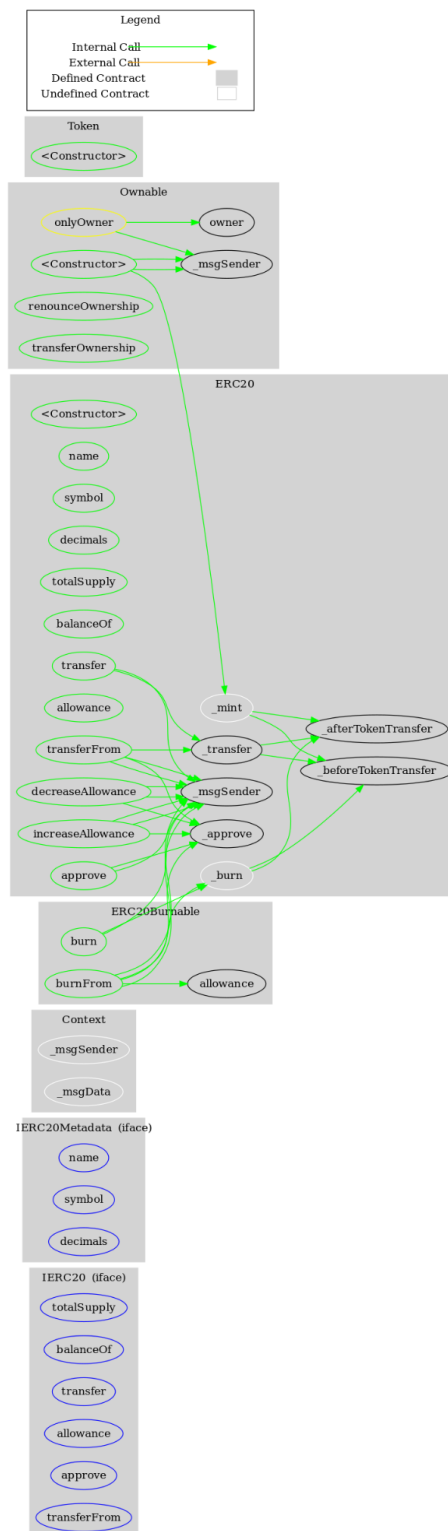 Legend
Internal Call
External Call
Defined Contract
Undefined Contract
Token
<Constructor>
Ownable
onlyOwner
owner
<Constructor>
_msgSender
renounceOwnership
transferOwnership
ERC20
<Constructor>
name
symbol
decimals
totalSupply
balanceOf
transfer
allowance
_mint
_afterTokenTransfer
transferFrom
_transfer
_beforeTokenTransfer
decreaseAllowance
_msgSender
increaseAllowance
_approve
approve
_burn
ERC20Burnable
burn
burnFrom
allowance
Context
_msgSender
_msgData
IERC20Metadata (iface)
name
symbol
decimals
IERC20 (iface)
totalSupply
balanceOf
transfer
allowance
approve
transferFrom